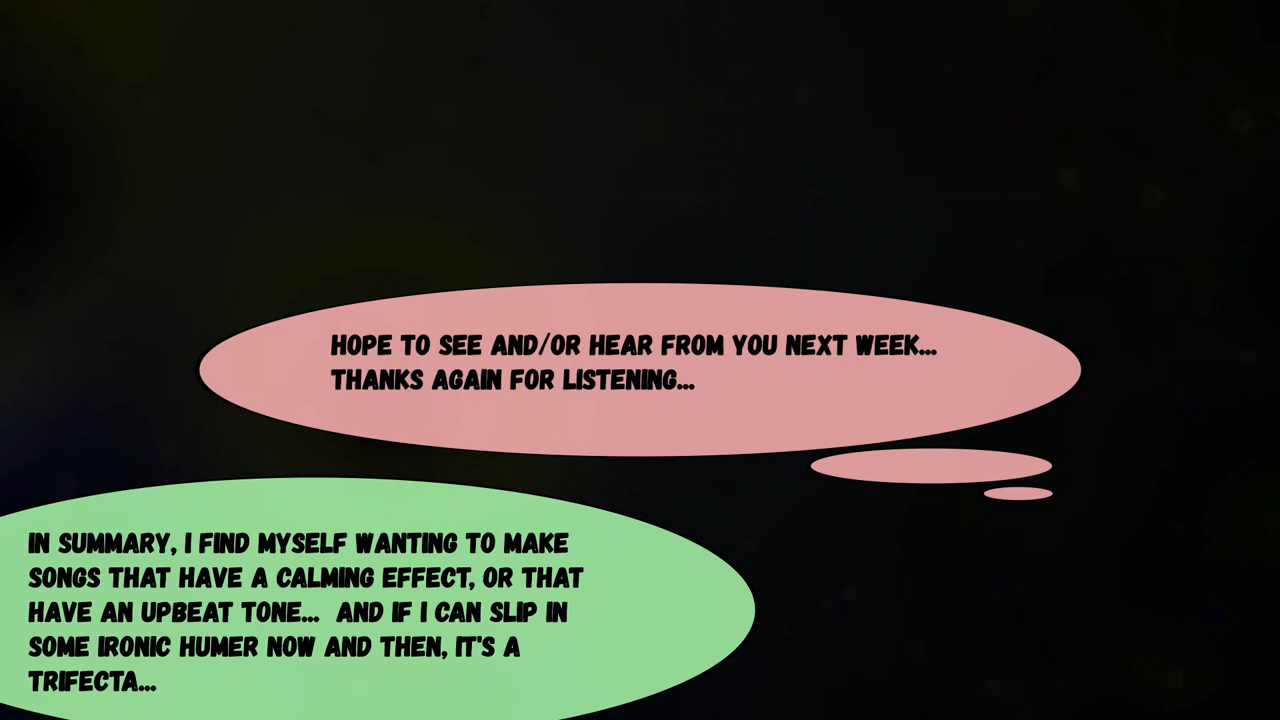 HOPE TO SEE AND/OR HEAR FROM YOU NEXT WEEK...
THANKS AGAIN FOR LISTENING...
IN SUMMARY, I FIND MYSELF WANTING TO MAKE
SONGS THAT HAVE A CALMING EFFECT, OR THAT
HAVE AN UPBEAT TONE... AND IF I CAN SLIP IN
SOME IRONIC HUMER NOW AND THEN, IT'S A
TRIFECTA...